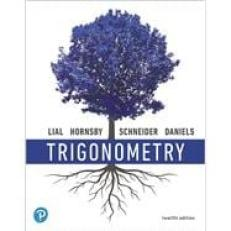 LIAL HORNSBY SCHNEIDER DANIELS
TRIGONOMETRY
P
twelfth edition